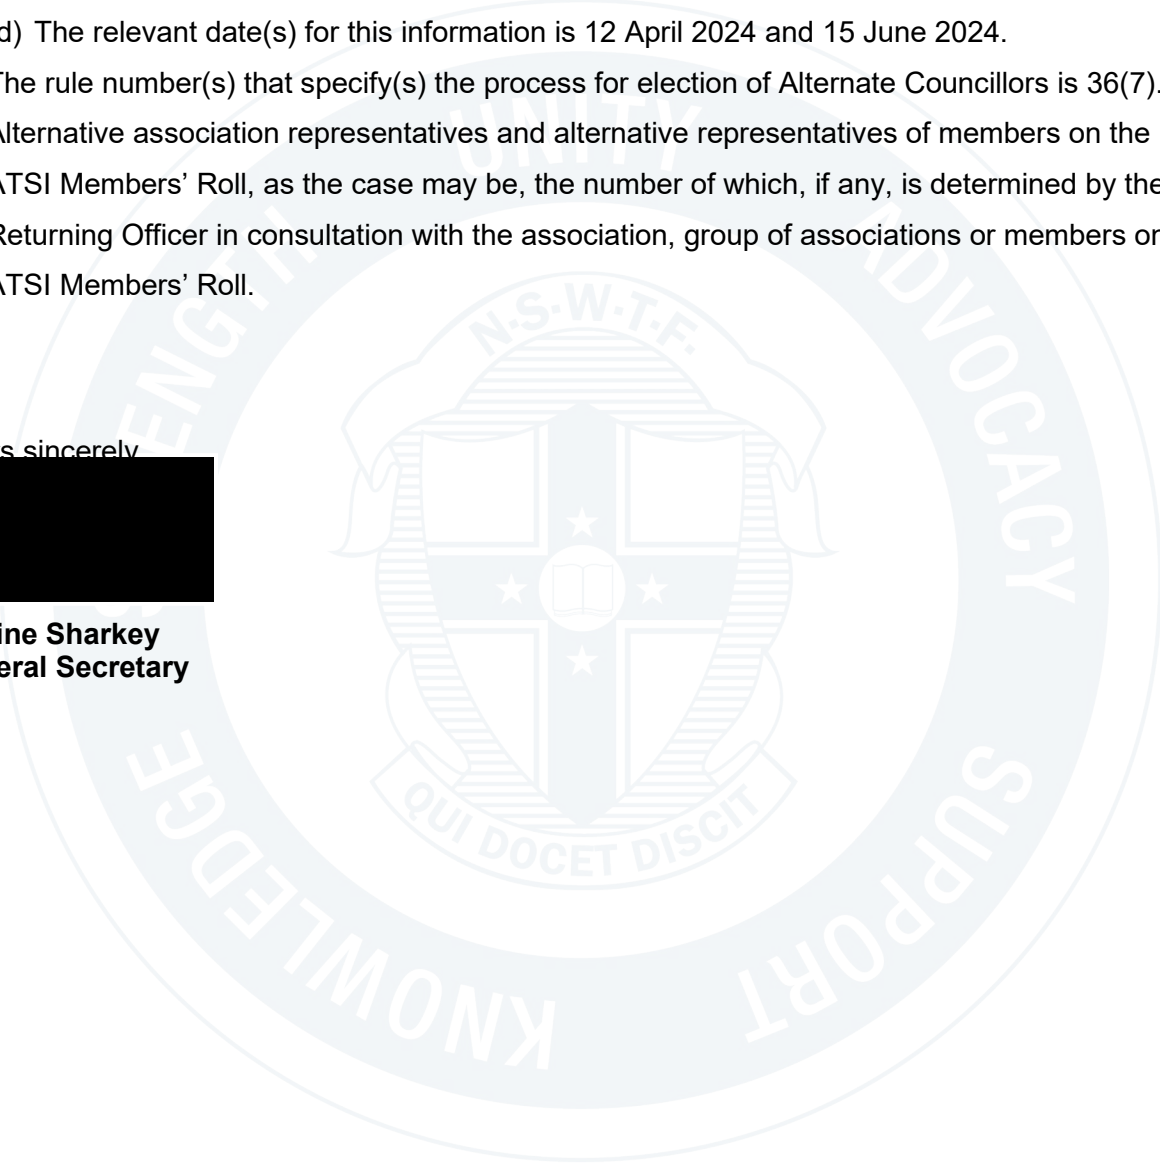 d) The relevant date(s) for this information is 12 April 2024 and 15 June 2024.
The rule number(s) that specify(s) the process for election of Alternate Councillors is 36(7).
Alternative association representatives and alternative representatives of members on the
ATSI Members' Roll, as the case may be, the number of which, if any, is determined by the
Returning Officer in consultation with the association, group of associations or members on
ATSI Members' Roll.
s sincerely
ine Sharkey
eral Secretary
UNITY
ADVOCACY
SUPPORT
KNOWLEDGE
STRENGTH
N.S.W.T.F.
QUI DOCET DISCIT